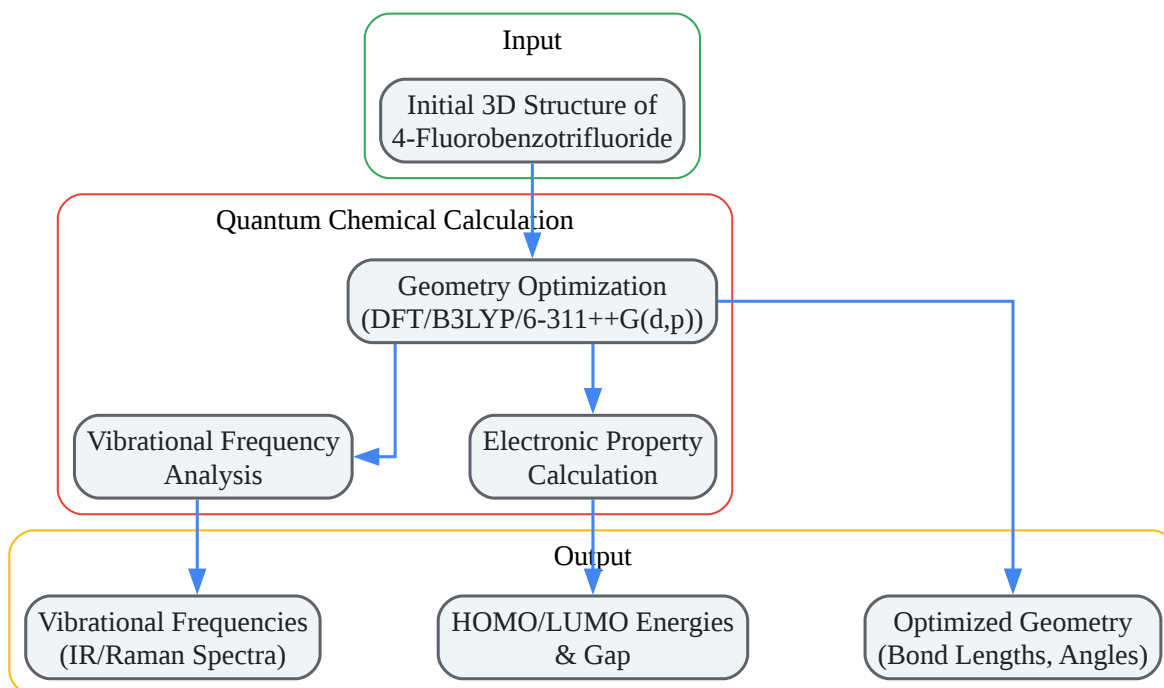 Input
Initial 3D Structure of
4-Fluorobenzotrifluoride
Quantum Chemical Calculation
Geometry Optimization
(DFT/B3LYP/6-311++G(d,p))
Vibrational Frequency
Analysis
Electronic Property
Calculation
Output
Vibrational Frequencies
(IR/Raman Spectra)
HOMO/LUMO Energies
& Gap
Optimized Geometry
(Bond Lengths, Angles)